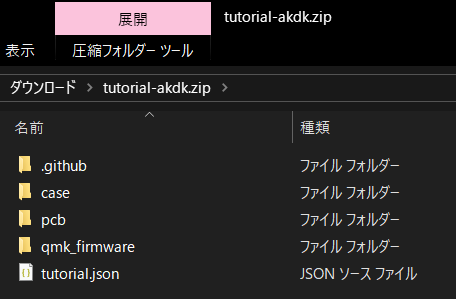 展開 tutorial-akdk.zip
表示 圧縮フォルダー ツール
ダウンロード > tutorial-akdk.zip >
名前 種類
.github ファイル フォルダー
case ファイル フォルダー
pcb ファイル フォルダー
qmk_firmware ファイル フォルダー
tutorial.json JSON ソース ファイル